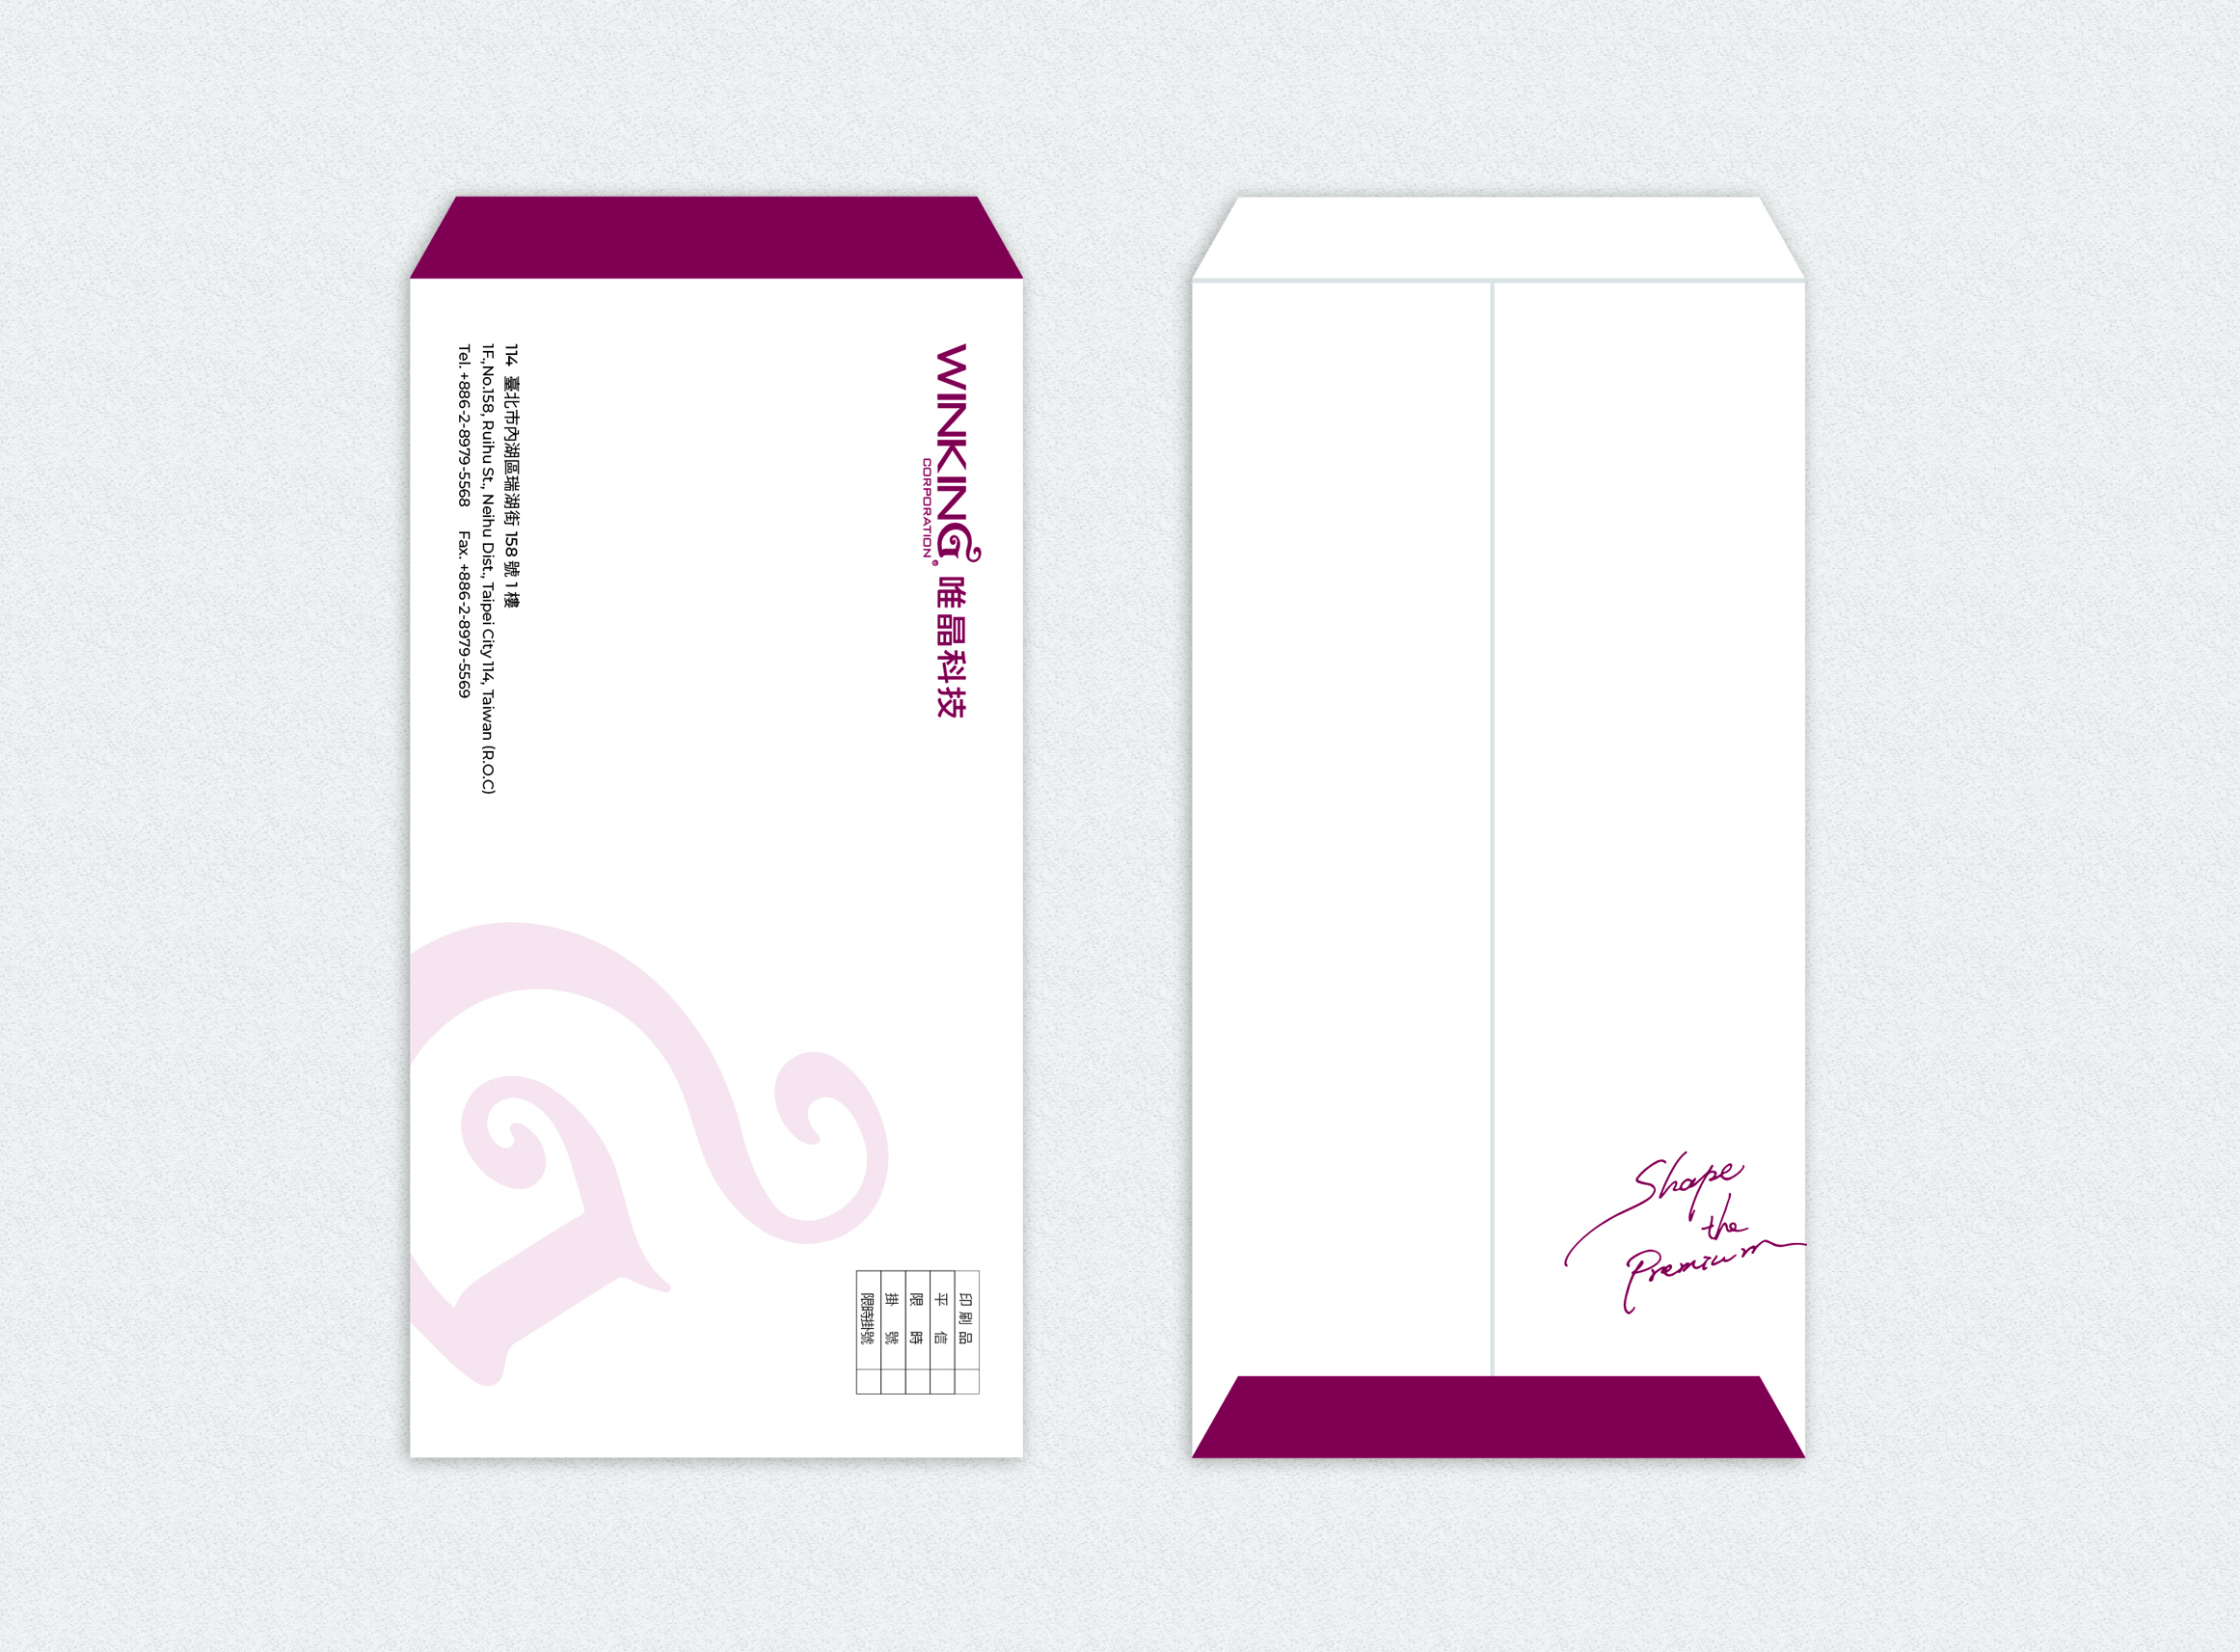 WINKING 唯晶科技
CORPORATION®
114 臺北市內湖區瑞湖街 158 號 1 樓
1F.,No.158, Ruihu St., Neihu Dist., Taipei City 114, Taiwan (R.O.C)
Tel. +886-2-8979-5568 Fax. +886-2-8979-5569
印刷品
平信
限時
掛號
限時掛號
Shape
the
Premium